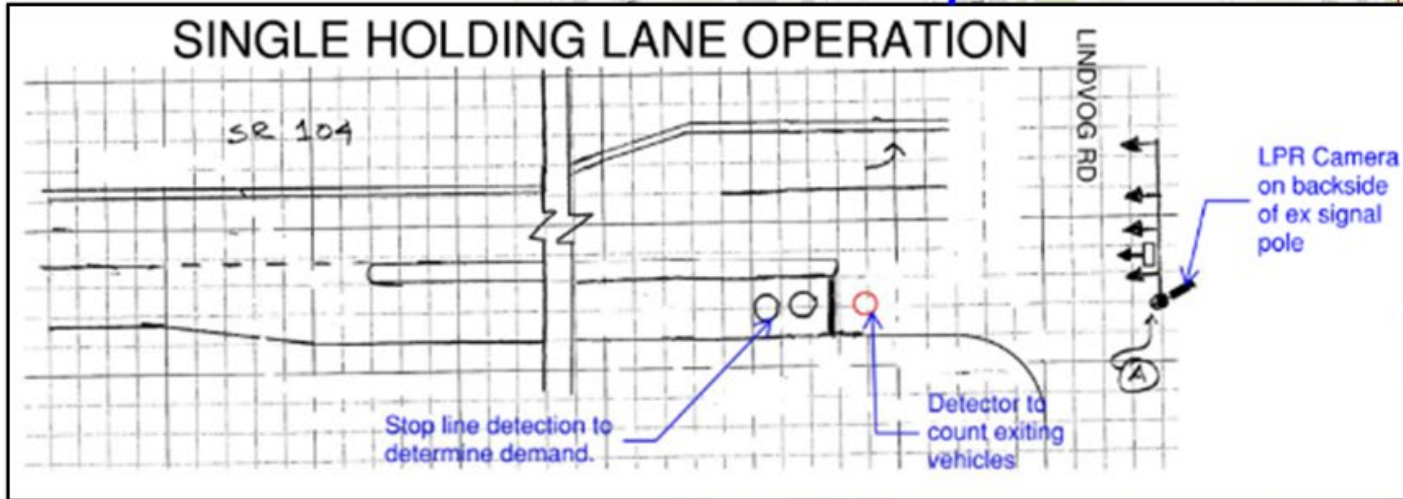 SINGLE HOLDING LANE OPERATION
SR 104
LINDVOG RD
LPR Camera
on backside
of ex signal
pole
A
Stop line detection to
determine demand.
Detector to
count exiting
vehicles